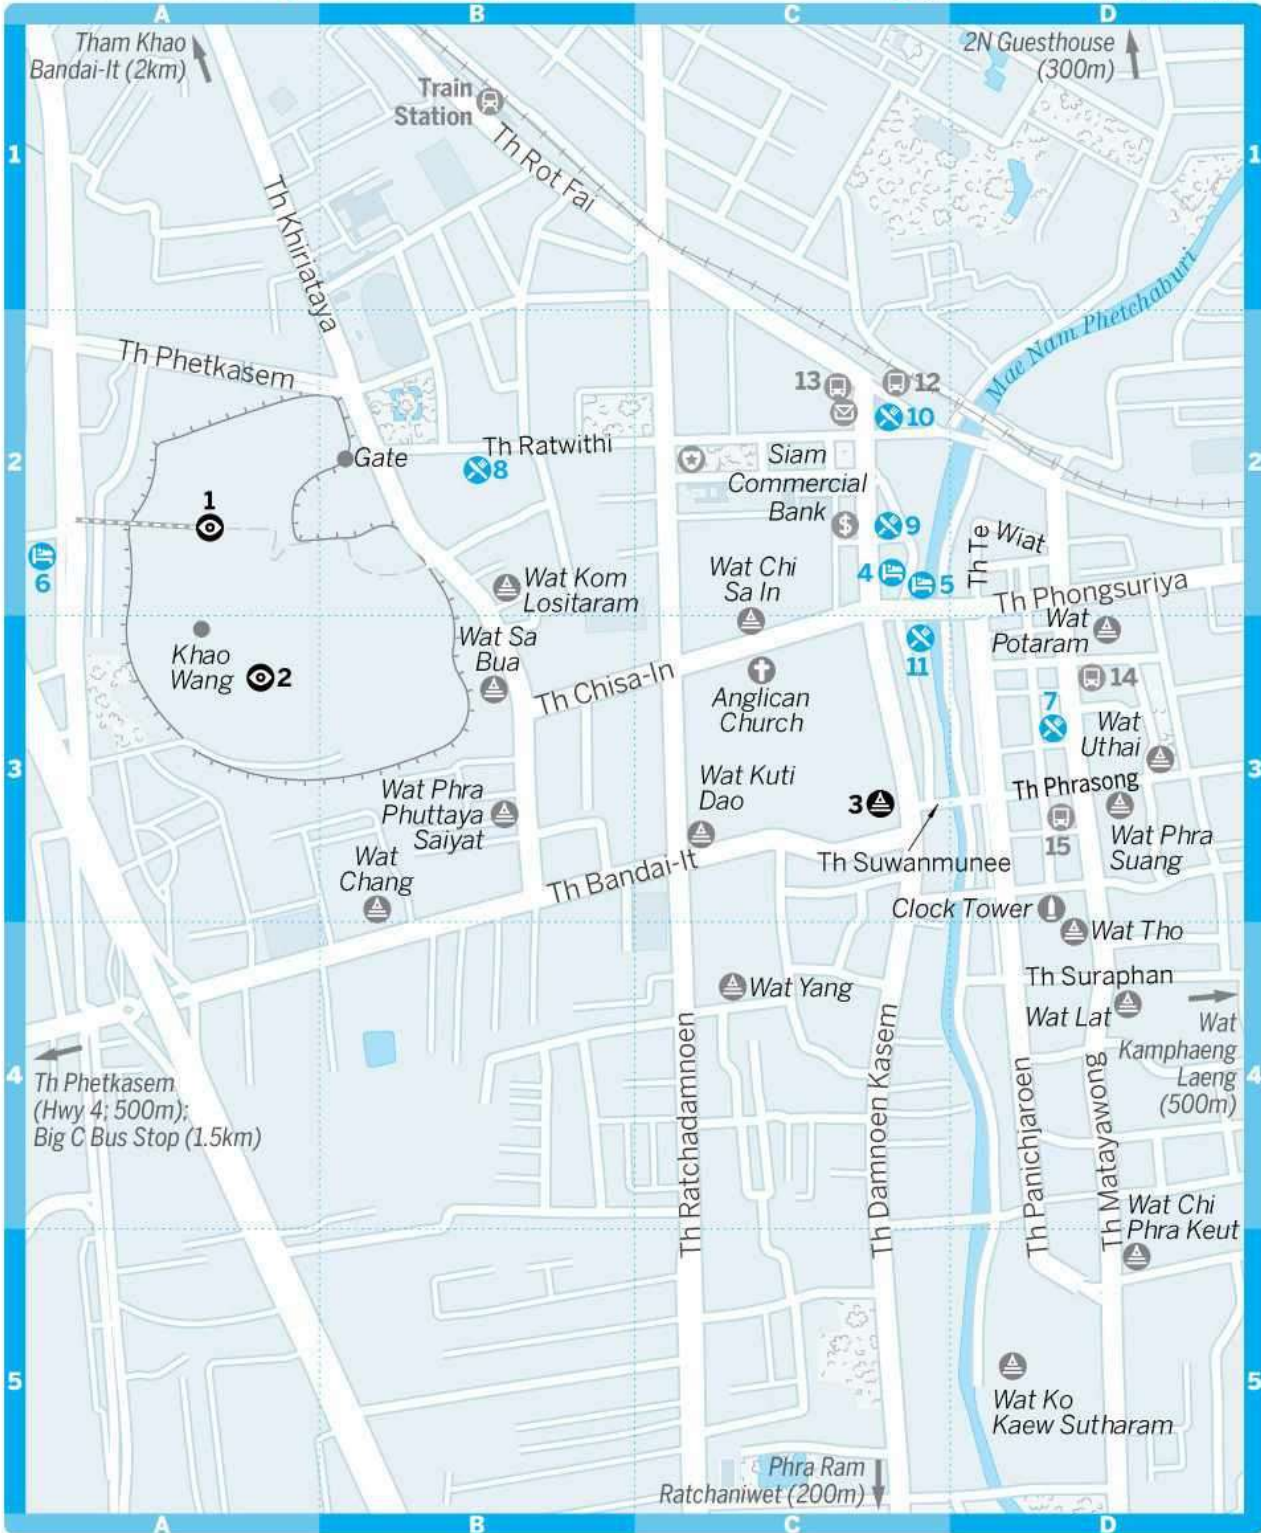 A
B
C
D
Tham Khao
Bandai-It (2km)
2N Guesthouse
(300m)
Train
Station
1
1
Th Rot Fai
Th Khiriataya
Mae Nam Phetchaburi
Th Phetkasem
13
12
10
Gate
Th Ratwithi
8
2
Siam
Commercial
Bank
2
1
9
Th Te
Wiat
6
Wat Kom
Lositaram
Wat Chi
Sa In
4
5
Th Phongsuriya
Khao
Wang
2
Wat Sa
Bua
Th Chisa-In
11
Wat
Potaram
14
Anglican
Church
7
Wat
Uthai
3
3
Wat Phra
Phuttaya
Saiyat
Wat Kuti
Dao
3
Th Phrasong
15
Wat Phra
Suang
Wat
Chang
Th Bandai-It
Th Suwanmunee
Clock Tower
Wat Tho
Wat Yang
Th Suraphan
Wat Lat
Wat
Kamphaeng
Laeng
(500m)
4
4
Th Phetkasem
(Hwy 4; 500m);
Big C Bus Stop (1.5km)
Th Ratchadamnoen
Th Damnoen Kasem
Th Panichjaroen
Th Matayawong
Wat Chi
Phra Keut
5
5
Wat Ko
Kaew Sutharam
Phra Ram
Ratchaniwet (200m)
A
B
C
D